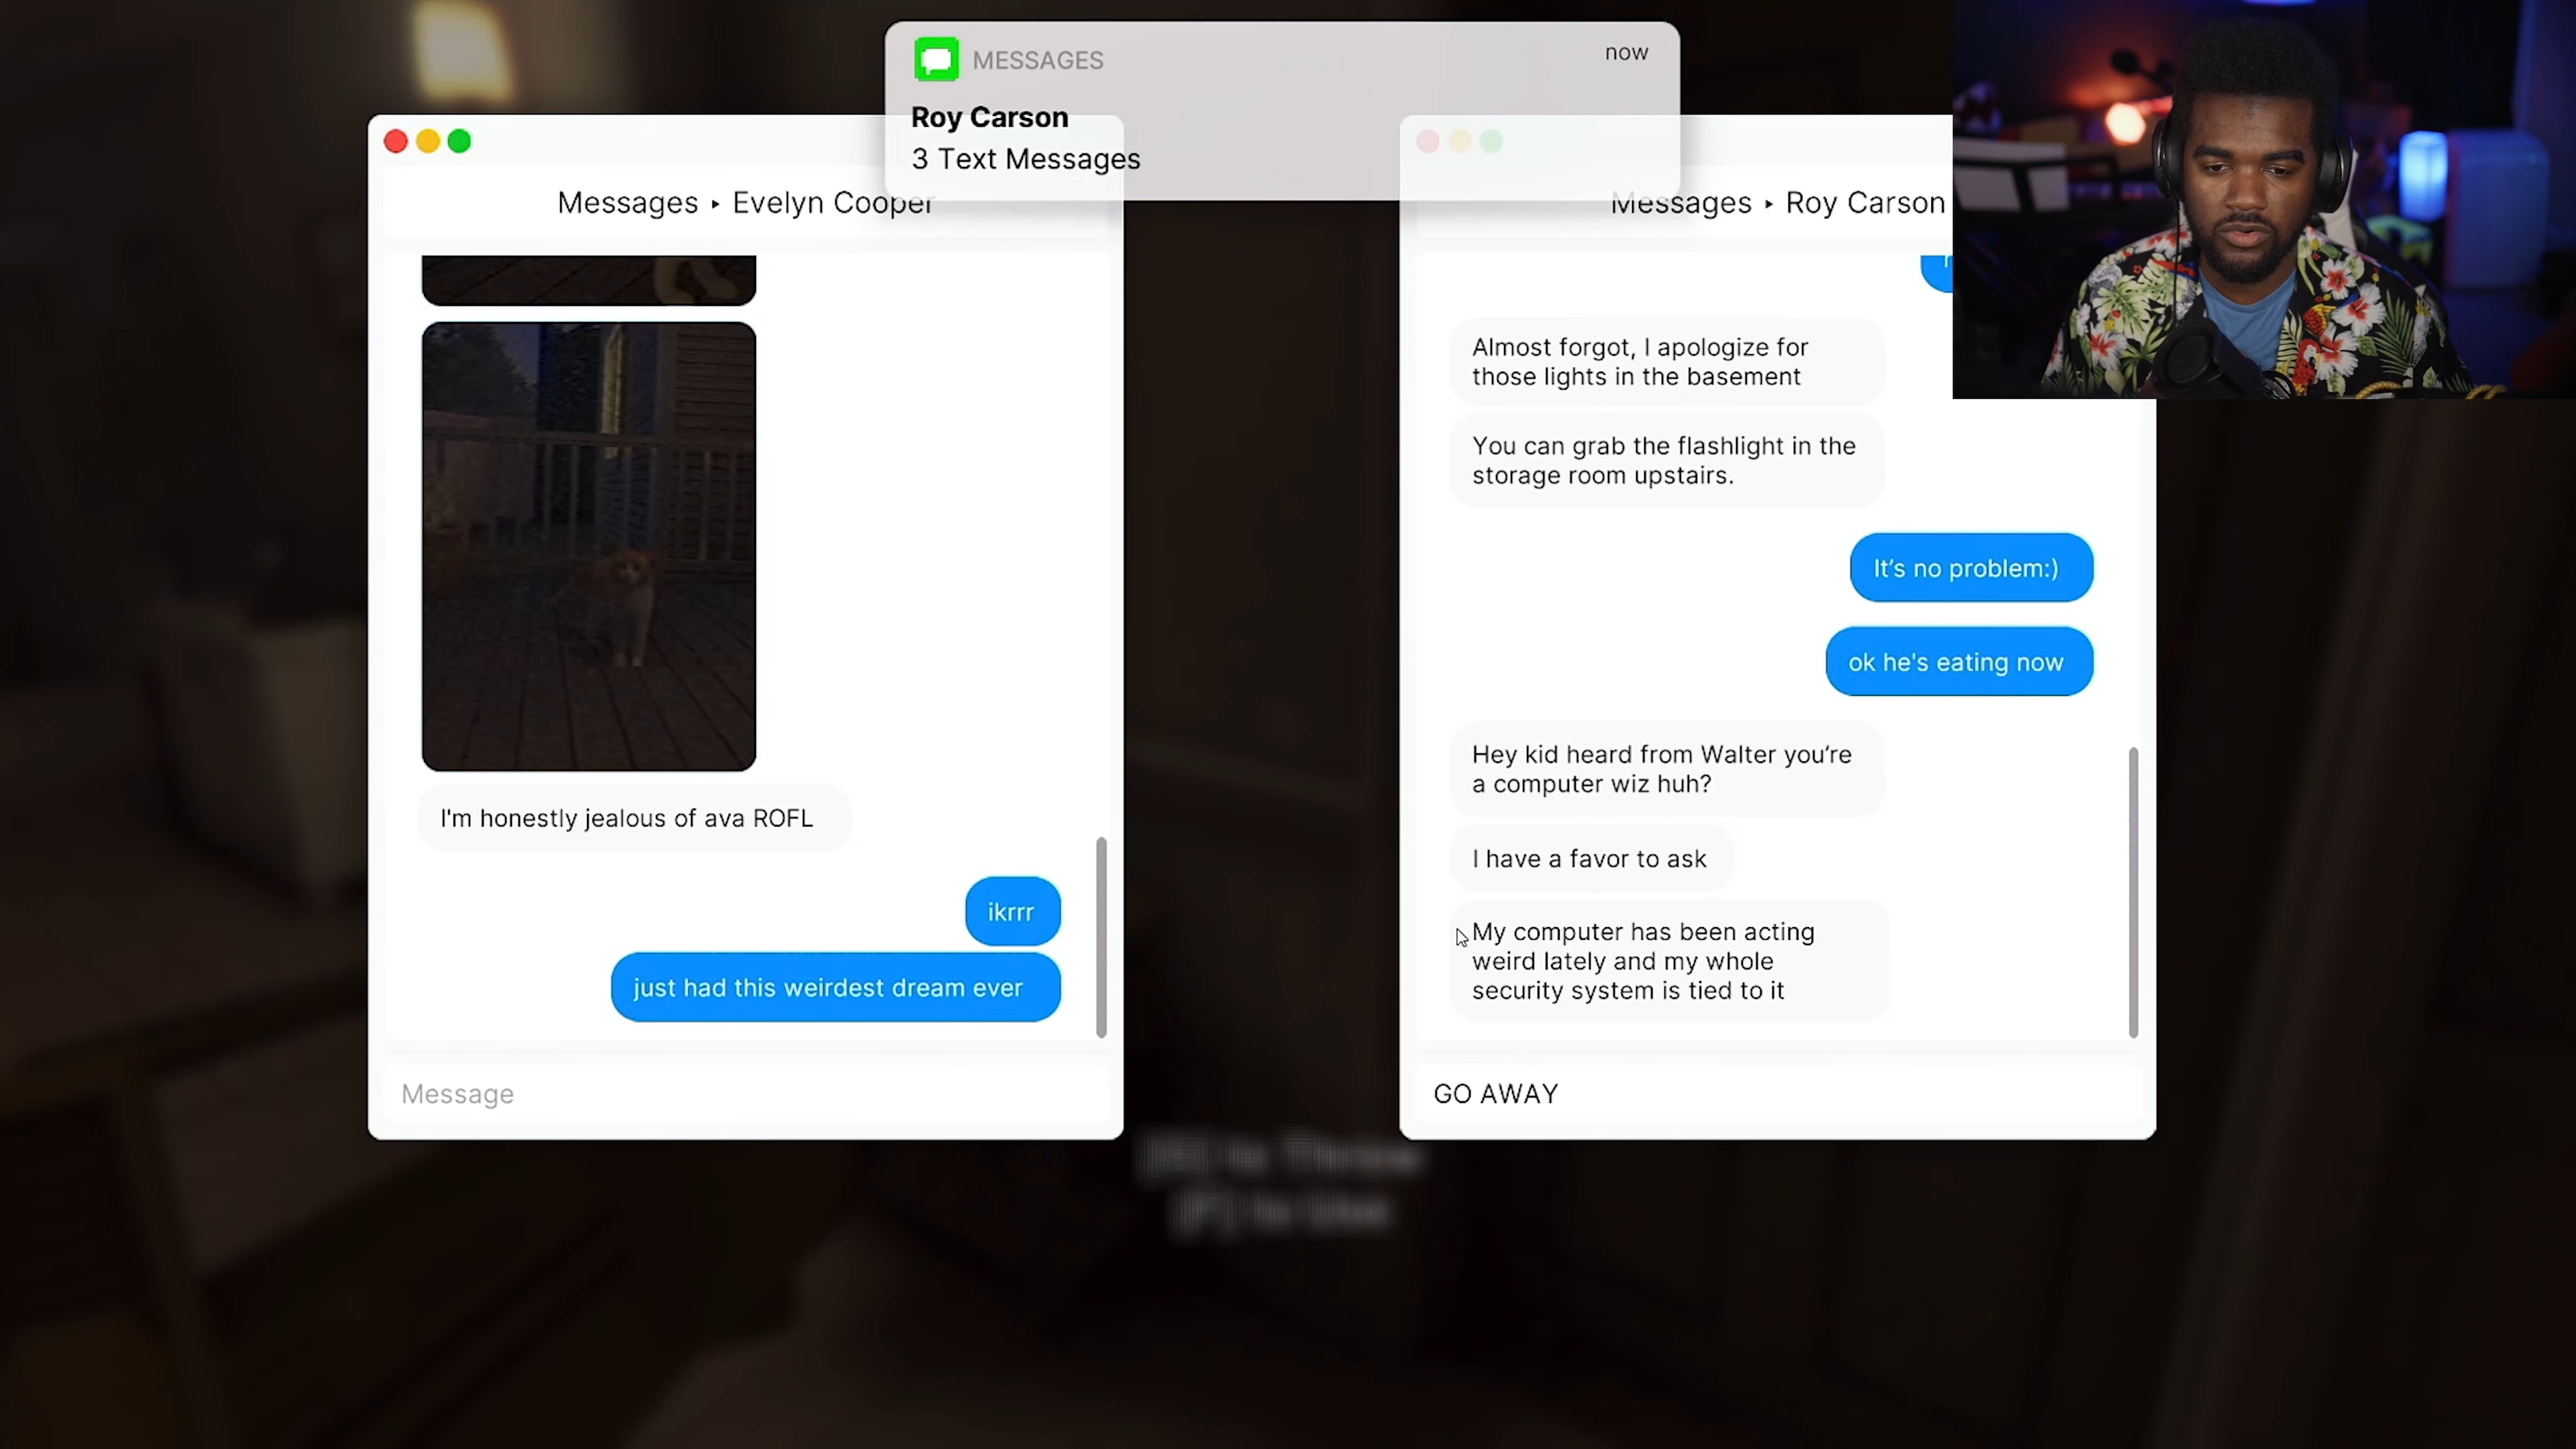 MESSAGES
now
Roy Carson
3 Text Messages
Messages ▸ Evelyn Cooper
I'm honestly jealous of ava ROFL
ikrrr
just had this weirdest dream ever
Message
Messages ▸ Roy Carson
Almost forgot, I apologize for
those lights in the basement
You can grab the flashlight in the
storage room upstairs.
It’s no problem:)
ok he's eating now
Hey kid heard from Walter you’re
a computer wiz huh?
I have a favor to ask
My computer has been acting
weird lately and my whole
security system is tied to it
GO AWAY